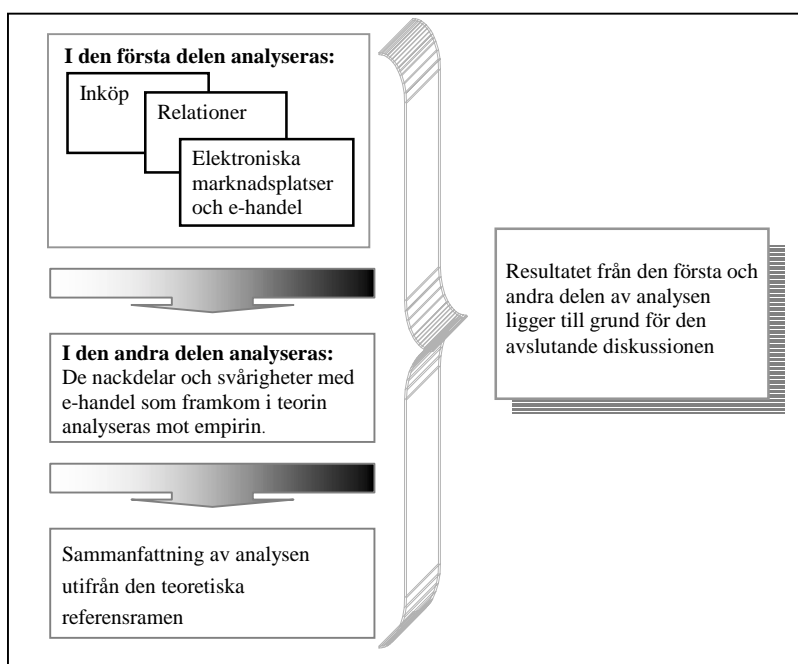 I den första delen analyseras:
Inköp
Relationer
Elektroniska
marknadsplatser
och e-handel
I den andra delen analyseras:
De nackdelar och svårigheter med
e-handel som framkom i teorin
analyseras mot empirin.
Sammanfattning av analysen
utifrån den teoretiska
referensramen
Resultatet från den första och
andra delen av analysen
ligger till grund för den
avslutande diskussionen